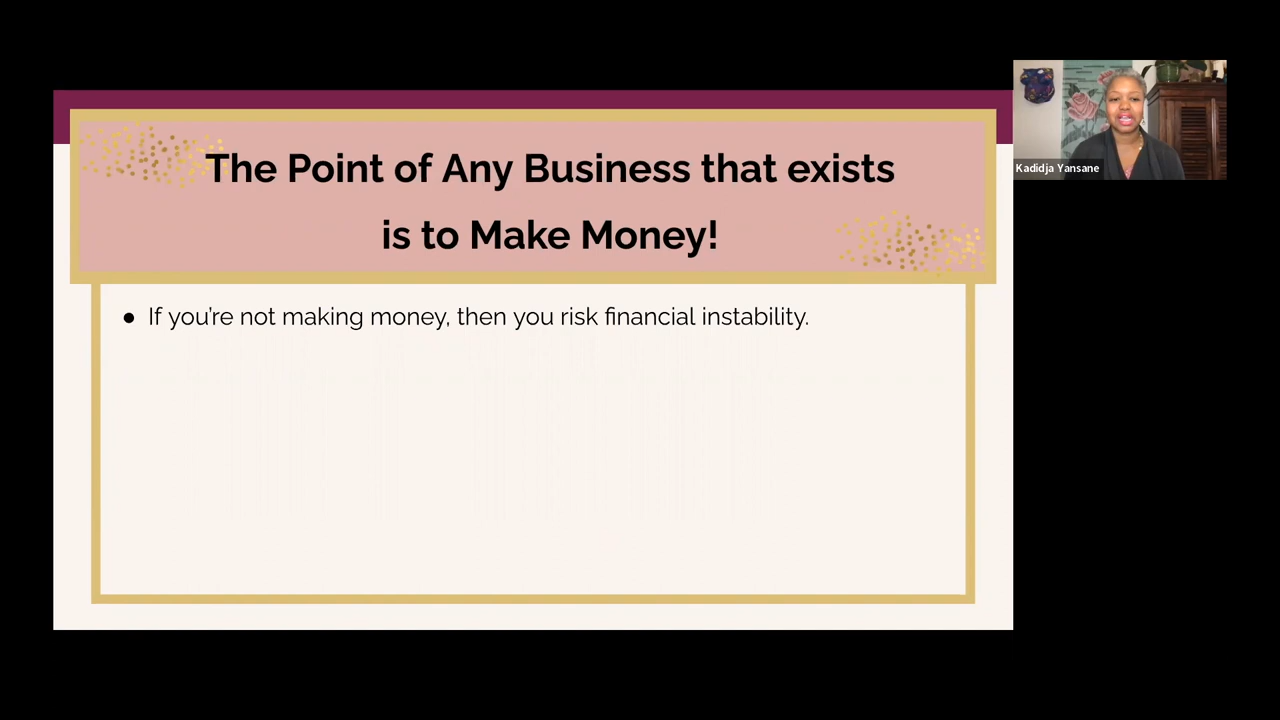 The Point of Any Business that exists
is to Make Money!
● If you're not making money, then you risk financial instability.
Kadidja Yansane